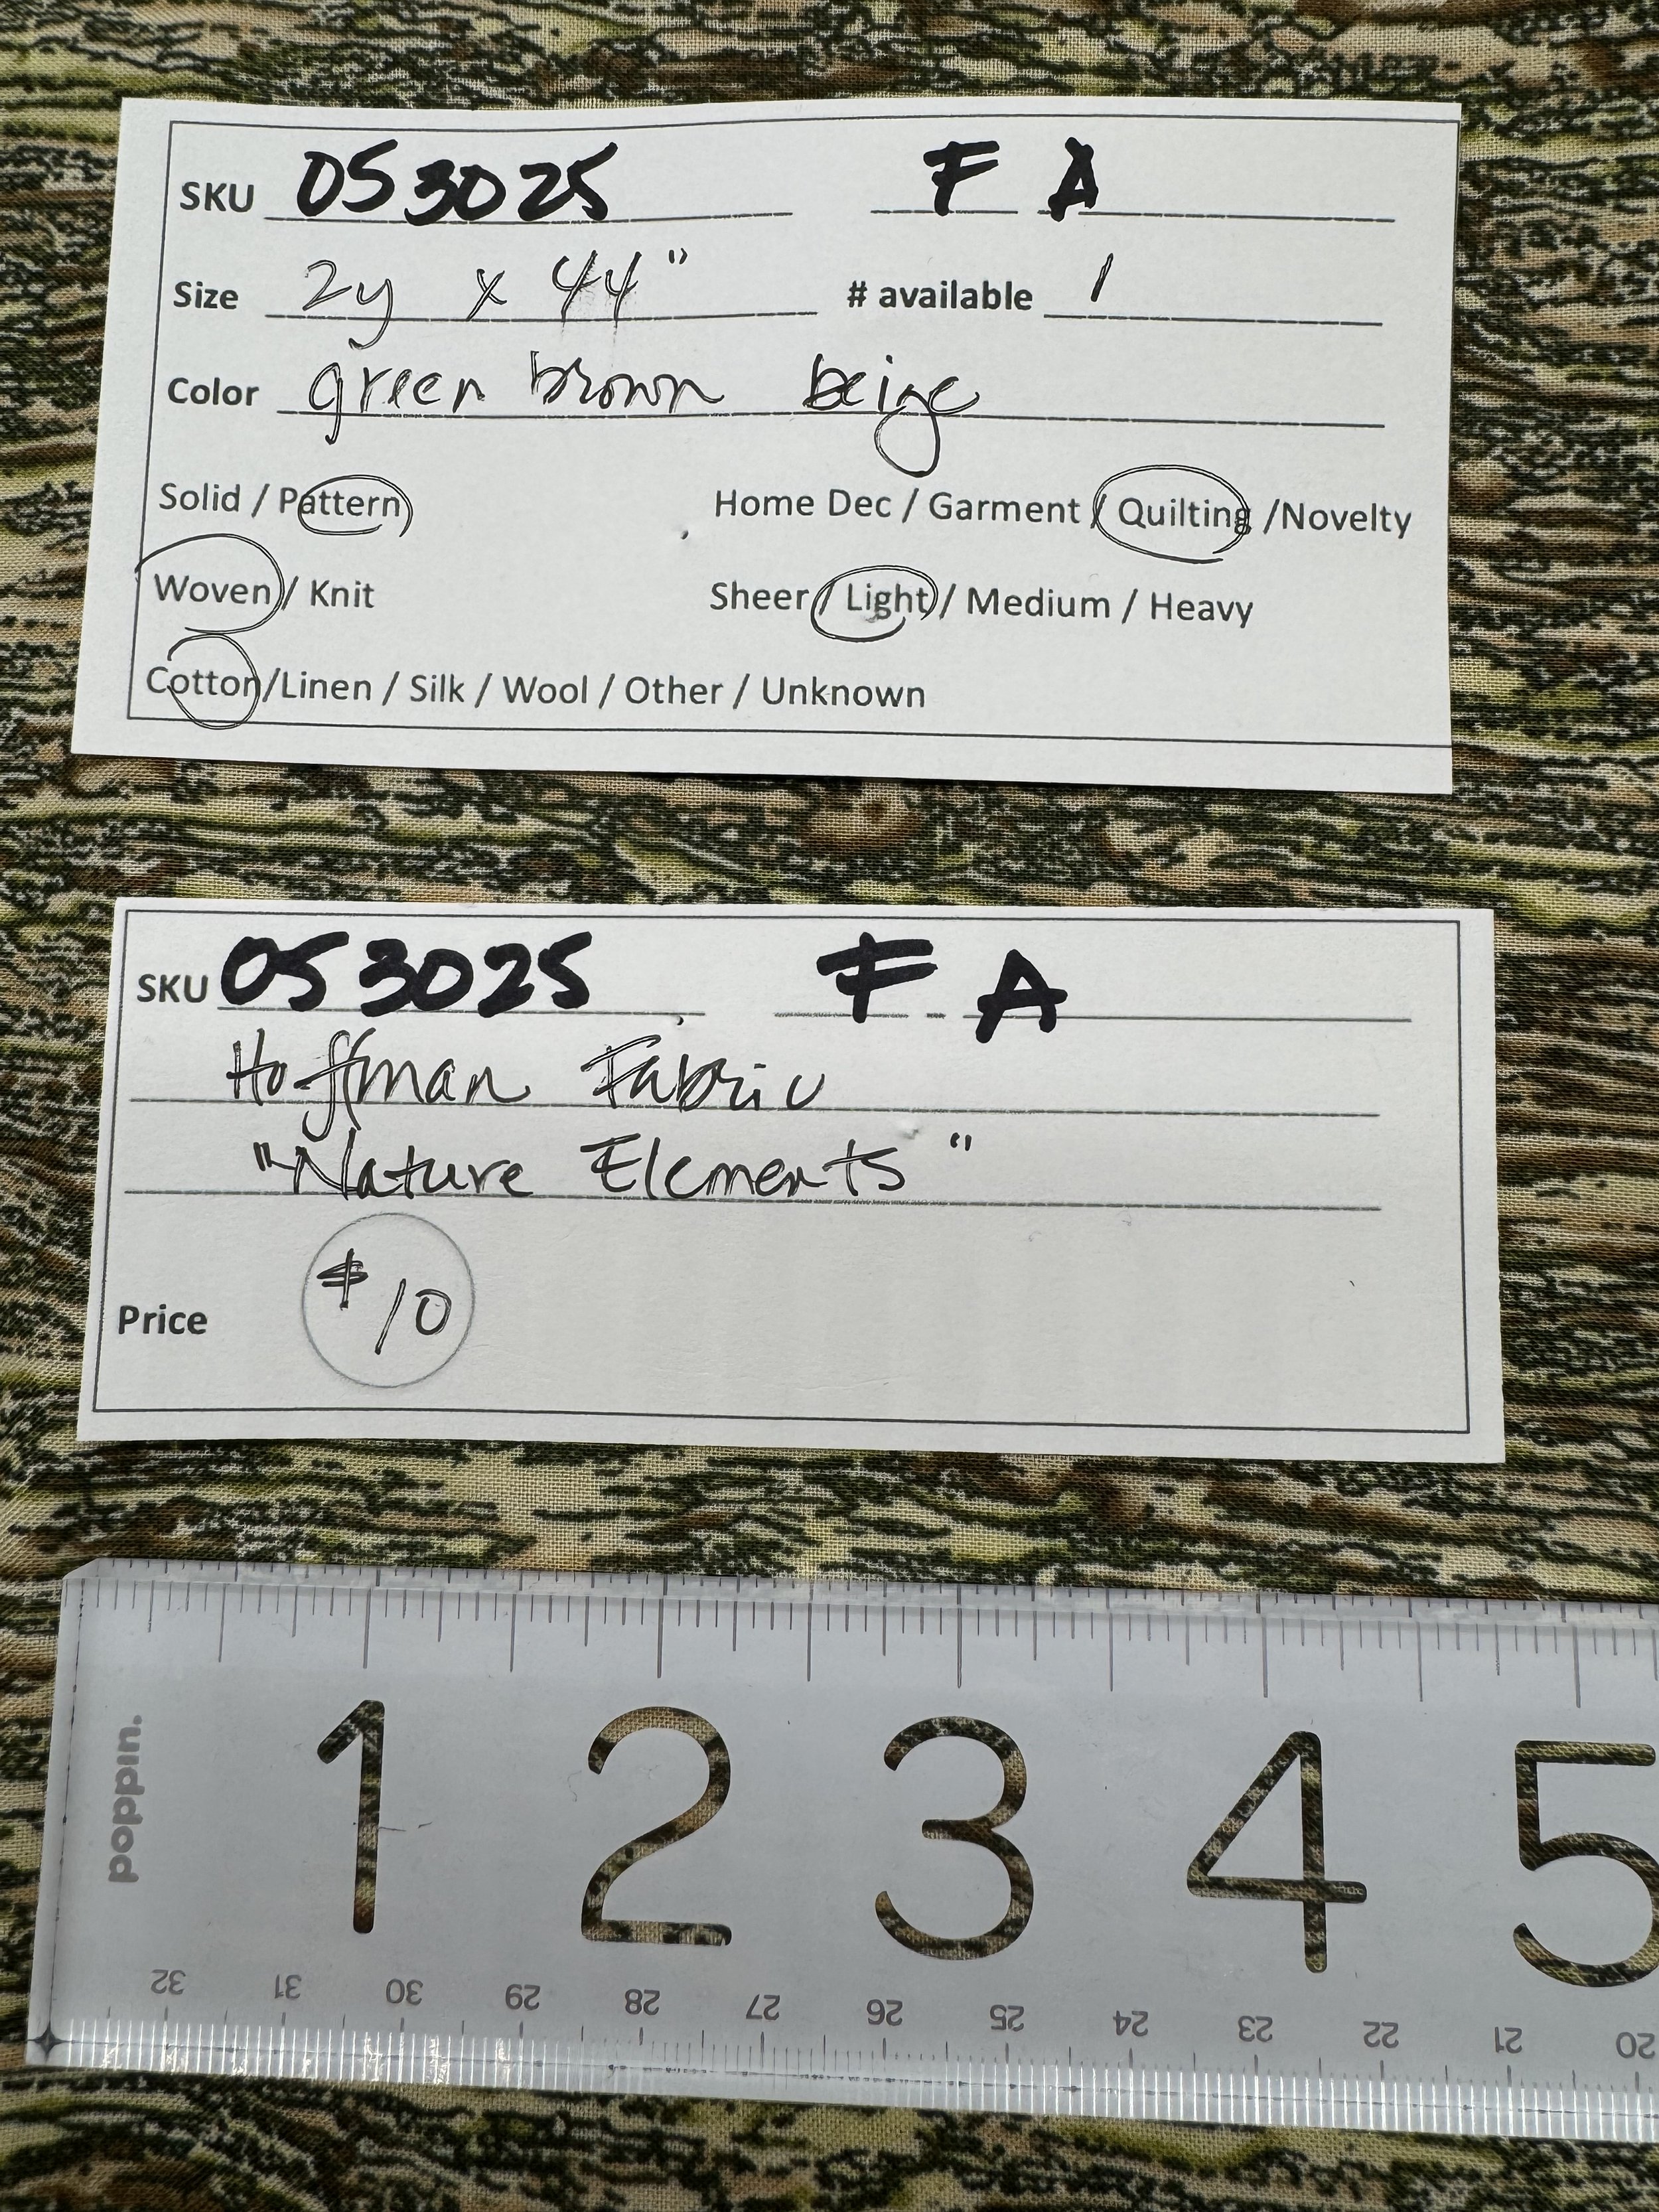 SKU 053025 F A
Size 2y x 44" # available 1
Color green brown beige
Solid / Pattern Home Dec / Garment / Quilting /Novelty
Woven / Knit Sheer / Light / Medium / Heavy
Cotton/Linen / Silk / Wool / Other / Unknown
SKU 053025 F A
Hoffman Fabric
"Nature Elements"
Price $10
1 2 3 4 5
poppin.
32 31 30 29 28 27 26 25 24 23 22 21 20